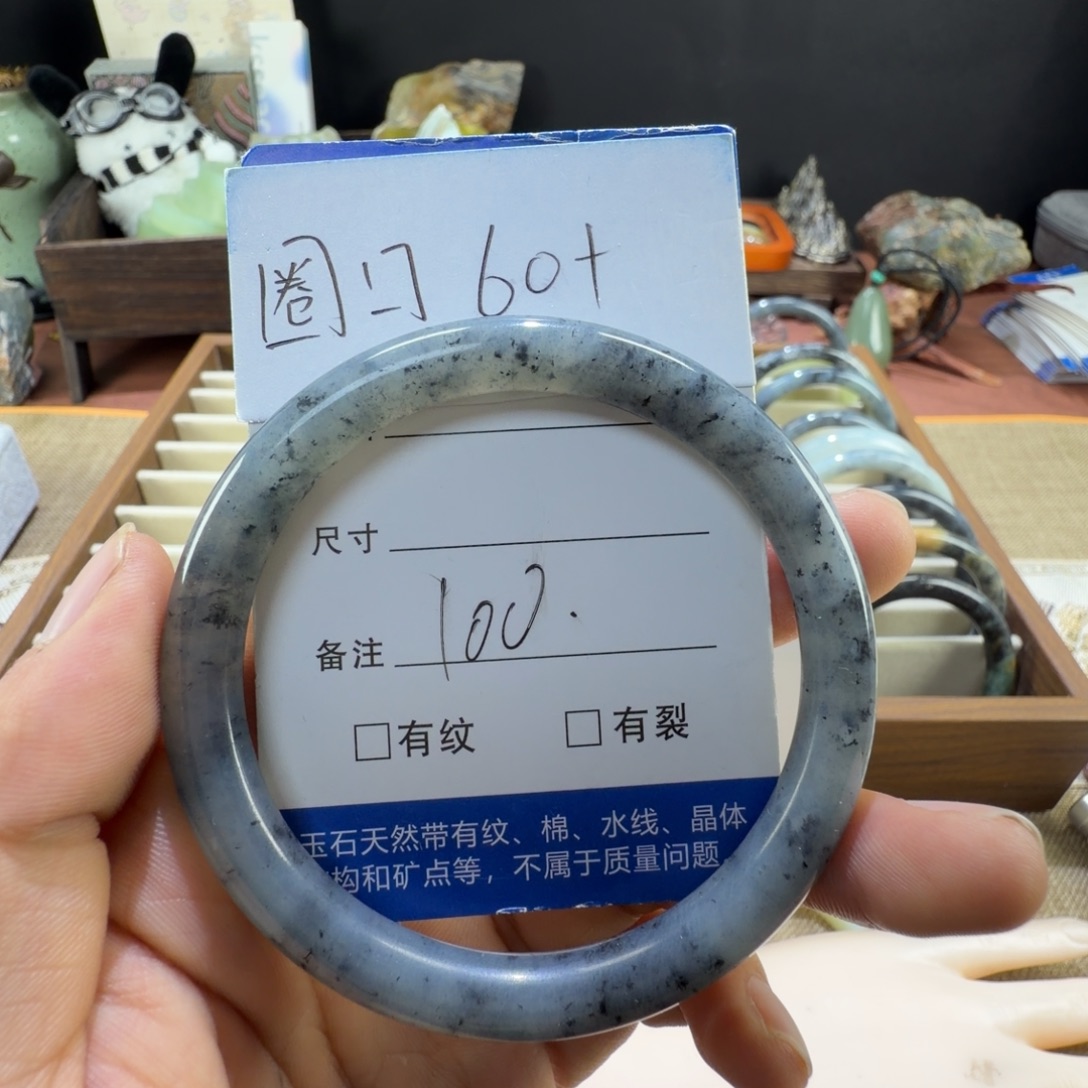 圈口 60+
尺寸
备注 100.
□有纹 □有裂
玉石天然带有纹、棉、水线、晶体
结构和矿点等，不属于质量问题